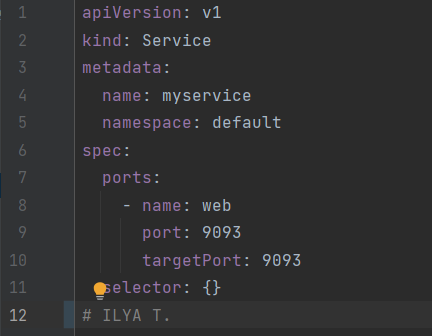 1 apiVersion: v1
2 kind: Service
3 metadata:
4   name: myservice
5   namespace: default
6 spec:
7   ports:
8     - name: web
9       port: 9093
10       targetPort: 9093
11   selector: {}
12 # ILYA T.